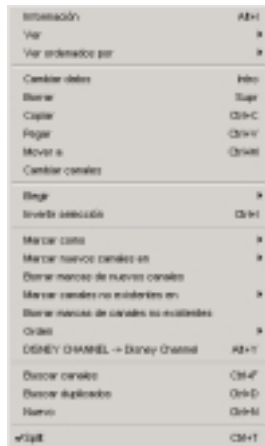 Información Alt+I
Ver
Ver ordenados por
Cambiar datos Intro
Borrar Supr
Copiar Ctrl+C
Pegar Ctrl+V
Mover a Ctrl+M
Cambiar canales
Elegir
Invertir selección Ctrl+I
Marcar como
Marcar nuevos canales en
Borrar marcas de nuevos canales
Marcar canales no existentes en
Borrar marcas de canales no existentes
Orden
DISNEY CHANNEL -> Disney Channel Alt+Y
Buscar canales Ctrl+F
Buscar duplicados Ctrl+D
Nuevo Ctrl+N
Split Ctrl+T